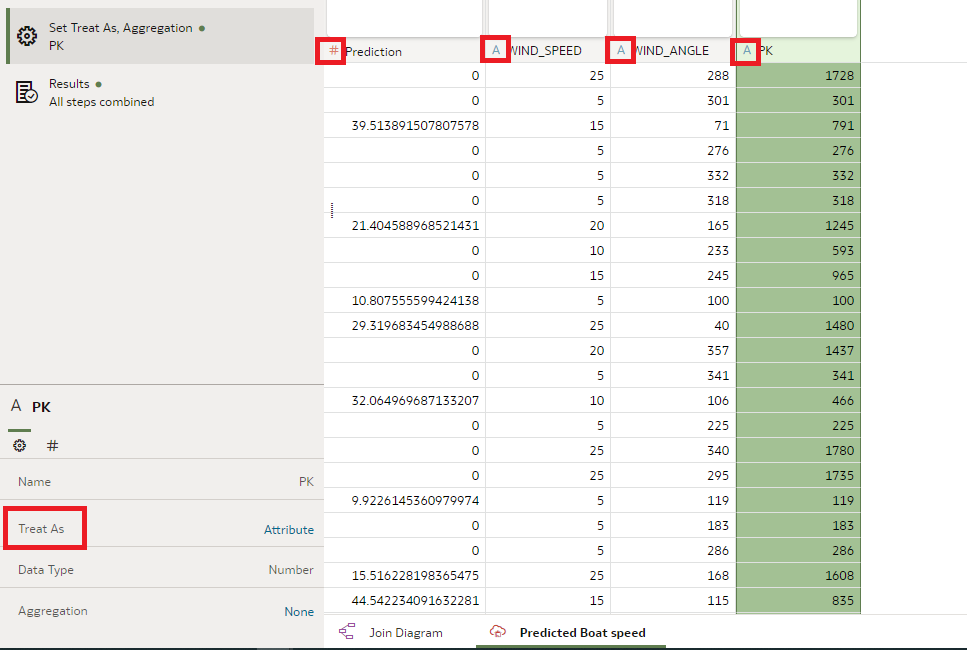 Set Treat As, Aggregation
PK
Results
All steps combined
A PK
#
Name PK
Treat As Attribute
Data Type Number
Aggregation None
# Prediction A WIND_SPEED A WIND_ANGLE A PK
0 25 288 1728
0 5 301 301
39.513891507807578 15 71 791
0 5 276 276
0 5 332 332
0 5 318 318
21.404588968521431 20 165 1245
0 10 233 593
0 15 245 965
10.807555599424138 5 100 100
29.319683454988688 25 40 1480
0 20 357 1437
0 5 341 341
32.064969687133207 10 106 466
0 5 225 225
0 25 340 1780
0 25 295 1735
9.9226145360979974 5 119 119
0 5 183 183
0 5 286 286
15.516228198365475 25 168 1608
44.542234091632281 15 115 835
Join Diagram Predicted Boat speed